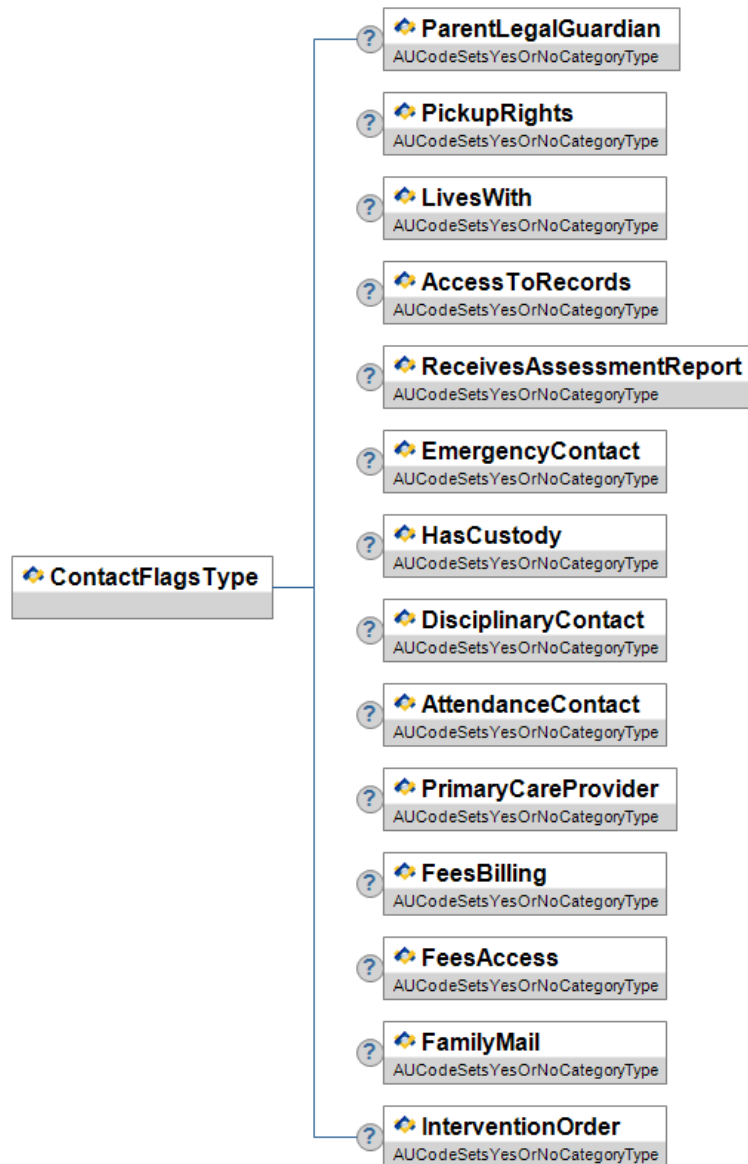 ? ParentLegalGuardian
AUCodeSetsYesOrNoCategoryType
? PickupRights
AUCodeSetsYesOrNoCategoryType
? LivesWith
AUCodeSetsYesOrNoCategoryType
? AccessToRecords
AUCodeSetsYesOrNoCategoryType
? ReceivesAssessmentReport
AUCodeSetsYesOrNoCategoryType
? EmergencyContact
AUCodeSetsYesOrNoCategoryType
? HasCustody
AUCodeSetsYesOrNoCategoryType
ContactFlagsType
? DisciplinaryContact
AUCodeSetsYesOrNoCategoryType
? AttendanceContact
AUCodeSetsYesOrNoCategoryType
? PrimaryCareProvider
AUCodeSetsYesOrNoCategoryType
? FeesBilling
AUCodeSetsYesOrNoCategoryType
? FeesAccess
AUCodeSetsYesOrNoCategoryType
? FamilyMail
AUCodeSetsYesOrNoCategoryType
? InterventionOrder
AUCodeSetsYesOrNoCategoryType